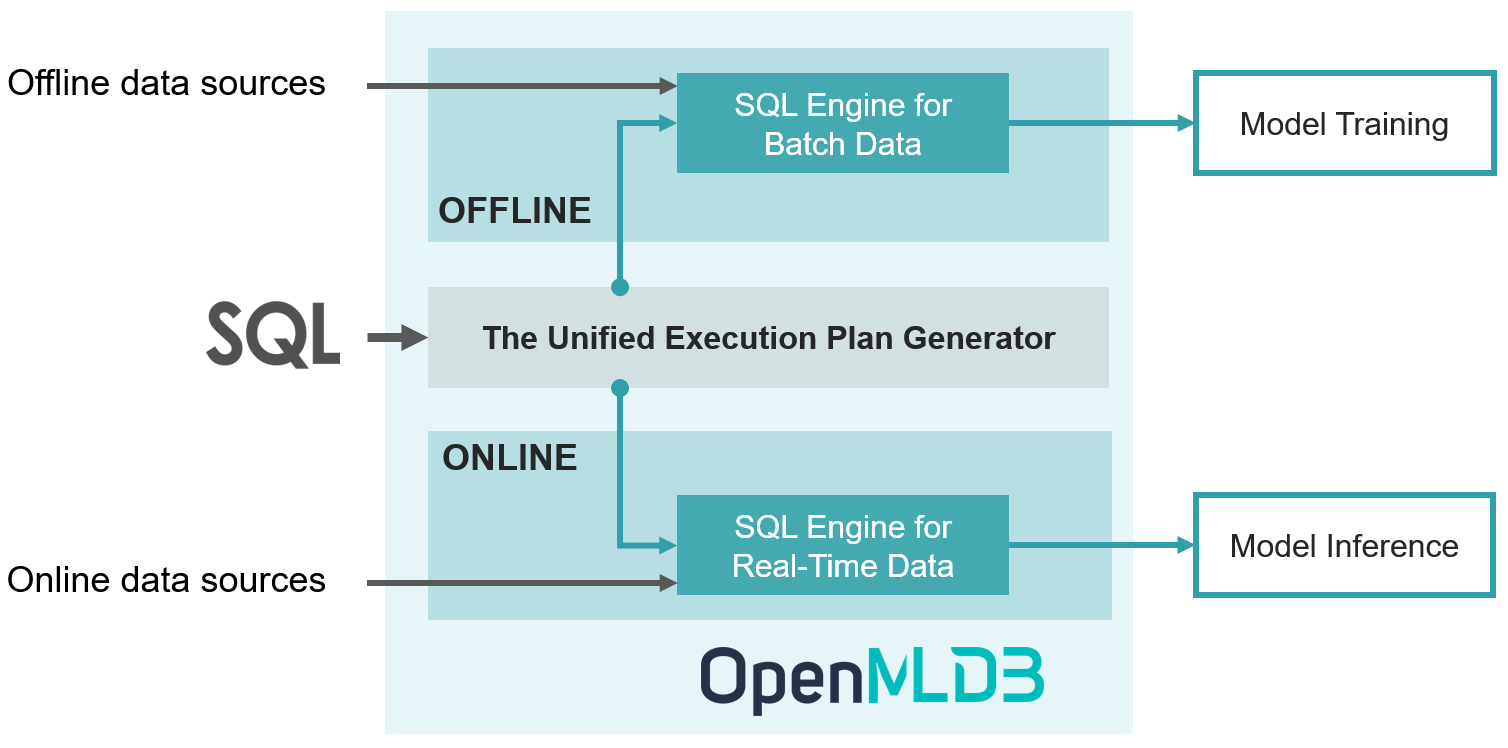 Offline data sources
SQL Engine for
Batch Data
Model Training
OFFLINE
SQL
The Unified Execution Plan Generator
ONLINE
SQL Engine for
Real-Time Data
Model Inference
Online data sources
OpenMLDB